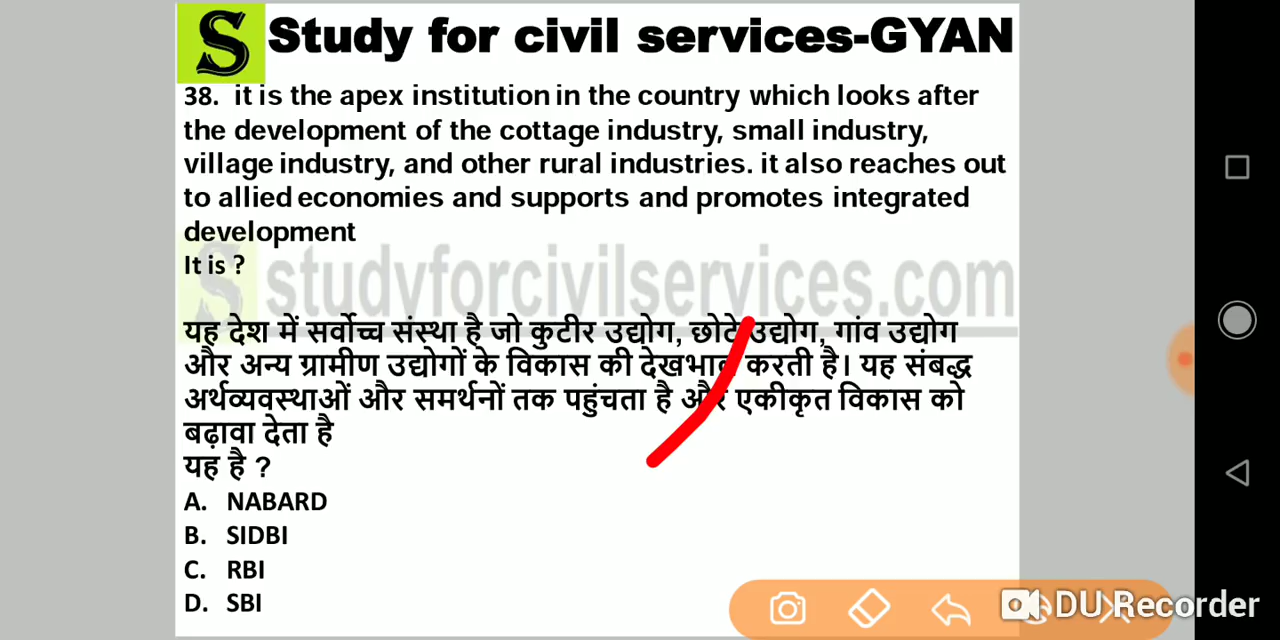 S Study for civil services-GYAN
38. it is the apex institution in the country which looks after
the development of the cottage industry, small industry,
village industry, and other rural industries. it also reaches out
to allied economies and supports and promotes integrated
development
It is ?
S studyforcivilservices.com
यह देश में सर्वोच्च संस्था है जो कुटीर उद्योग, छोटे उद्योग, गांव उद्योग
और अन्य ग्रामीण उद्योगों के विकास की देखभाल करती है। यह संबद्ध
अर्थव्यवस्थाओं और समर्थनों तक पहुंचता है और एकीकृत विकास को
बढ़ावा देता है
यह है ?
A. NABARD
B. SIDBI
C. RBI
D. SBI
DU Recorder